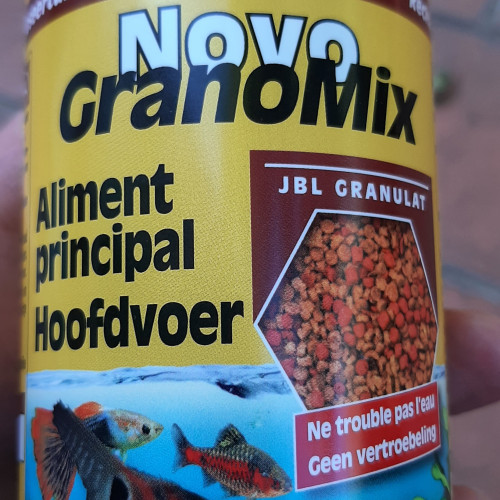 Novo
GranoMix
JBL GRANULAT
Aliment
principal
Hoofdvoer
Ne trouble pas l'eau
Geen vertroebeling